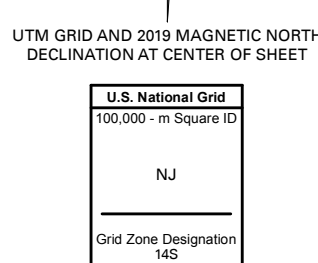 UTM GRID AND 2019 MAGNETIC NORTH
DECLINATION AT CENTER OF SHEET
U.S. National Grid
100,000 - m Square ID
NJ
Grid Zone Designation
14S